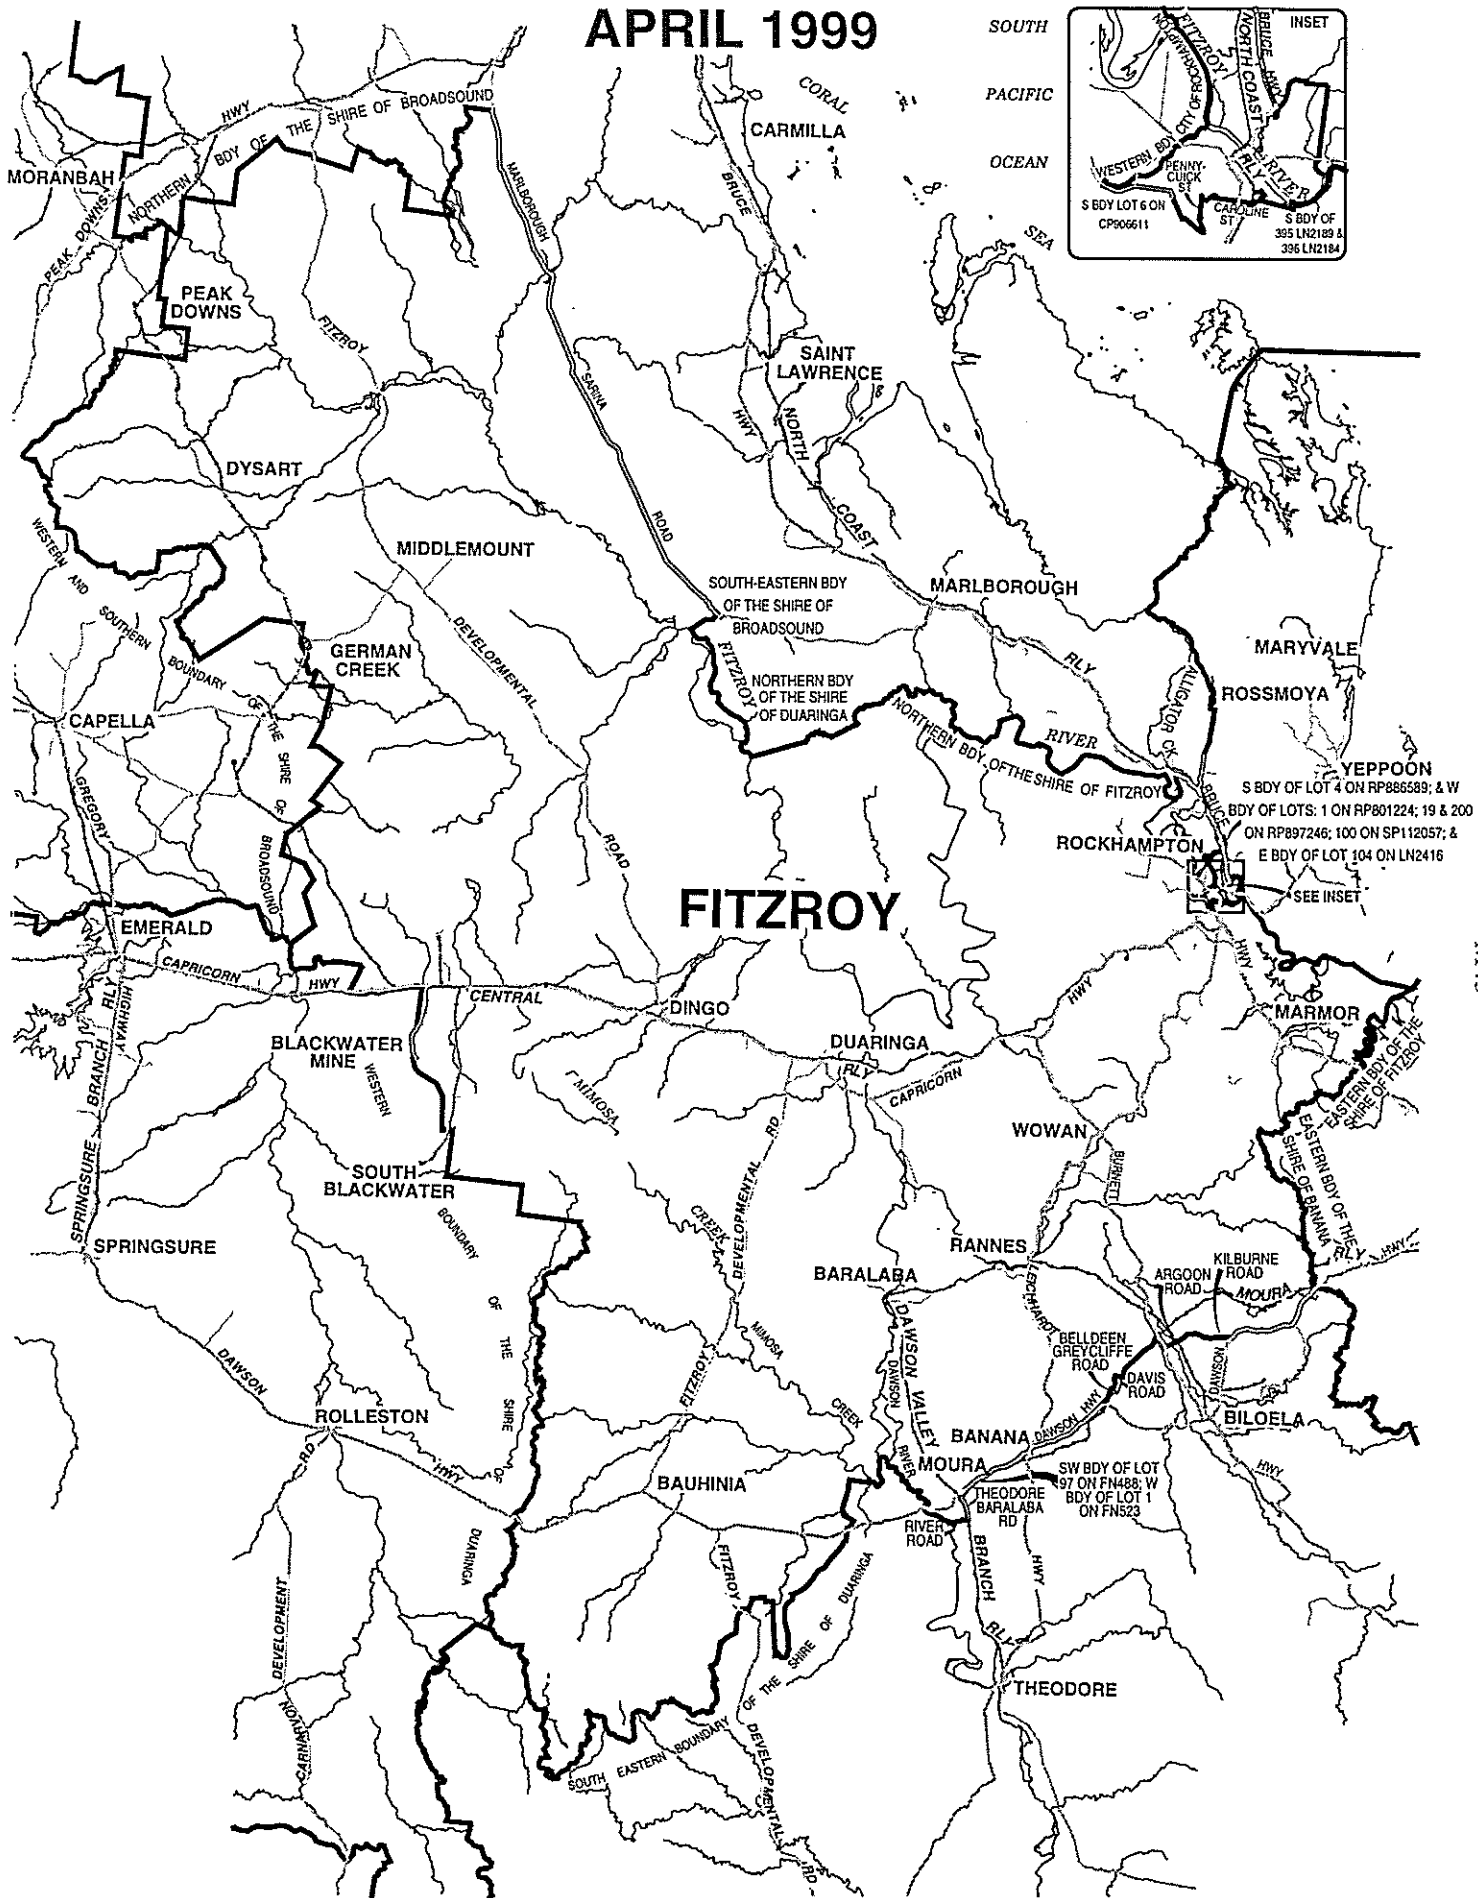 APRIL 1999
SOUTH
PACIFIC
OCEAN
CORAL
SEA
INSET
FITZROY
CITY OF ROCKHAMPTON
NORTH COAST
BRUCE HWY
RLY
RIVER
WESTERN BDY
PENNY-
CUICK
ST
CAROLINE
ST
S BDY LOT 6 ON
CP906611
S BDY OF
395 LN2189 &
396 LN2184
HWY
NORTHERN BDY OF THE SHIRE OF BROADSOUND
MORANBAH
PEAK DOWNS
PEAK
DOWNS
CARMILLA
BRUCE
HWY
MARLBOROUGH
SARINA
ROAD
FITZROY
SAINT
LAWRENCE
NORTH
COAST
RLY
DYSART
MIDDLEMOUNT
WESTERN AND
SOUTHERN
BOUNDARY
OF THE SHIRE OF
BROADSOUND
GERMAN
CREEK
DEVELOPMENTAL
ROAD
SOUTH-EASTERN BDY
OF THE SHIRE OF
BROADSOUND
MARLBOROUGH
FITZROY
NORTHERN BDY
OF THE SHIRE
OF DUARINGA
NORTHERN BDY OF THE SHIRE OF FITZROY
RIVER
ALLIGATOR CK
MARYVALE
ROSSMOYA
YEPPOON
S BDY OF LOT 4 ON RP886589; & W
BDY OF LOTS: 1 ON RP801224; 19 & 200
ON RP897246; 100 ON SP112057; &
E BDY OF LOT 104 ON LN2416
BRUCE
HWY
ROCKHAMPTON
SEE INSET
CAPELLA
GREGORY
HIGHWAY
EMERALD
FITZROY
CAPRICORN
HWY
CENTRAL
RLY
DINGO
BLACKWATER
MINE
WESTERN
BOUNDARY
OF
THE
SHIRE
OF
DUARINGA
DUARINGA
CAPRICORN
HWY
MARMOR
EASTERN BDY OF THE
SHIRE OF FITZROY
EASTERN BDY OF THE
SHIRE OF BANANA
MIMOSA
CREEK
WOWAN
BURNETT
SOUTH
BLACKWATER
SPRINGSURE
BRANCH
RLY
SPRINGSURE
DAWSON
HWY
FITZROY
DEVELOPMENTAL
RD
MIMOSA
CREEK
RANNES
LEICHHARDT
HWY
BARALABA
DAWSON VALLEY
BRANCH
RLY
DAWSON
RIVER
KILBURNE
ROAD
ARGOON
ROAD
MOURA
RLY
HWY
BELLDEEN
GREYCLIFFE
ROAD
DAVIS
ROAD
DAWSON
DAWSON HWY
BILOELA
HWY
ROLLESTON
RD
DEVELOPMENT
CARNARVON
BAUHINIA
BANANA
MOURA
THEODORE
BARALABA
RD
RIVER
ROAD
SW BDY OF LOT
97 ON FN488; W
BDY OF LOT 1
ON FN523
FITZROY
DEVELOPMENTAL
RD
SOUTH EASTERN BOUNDARY OF THE SHIRE OF DUARINGA
THEODORE